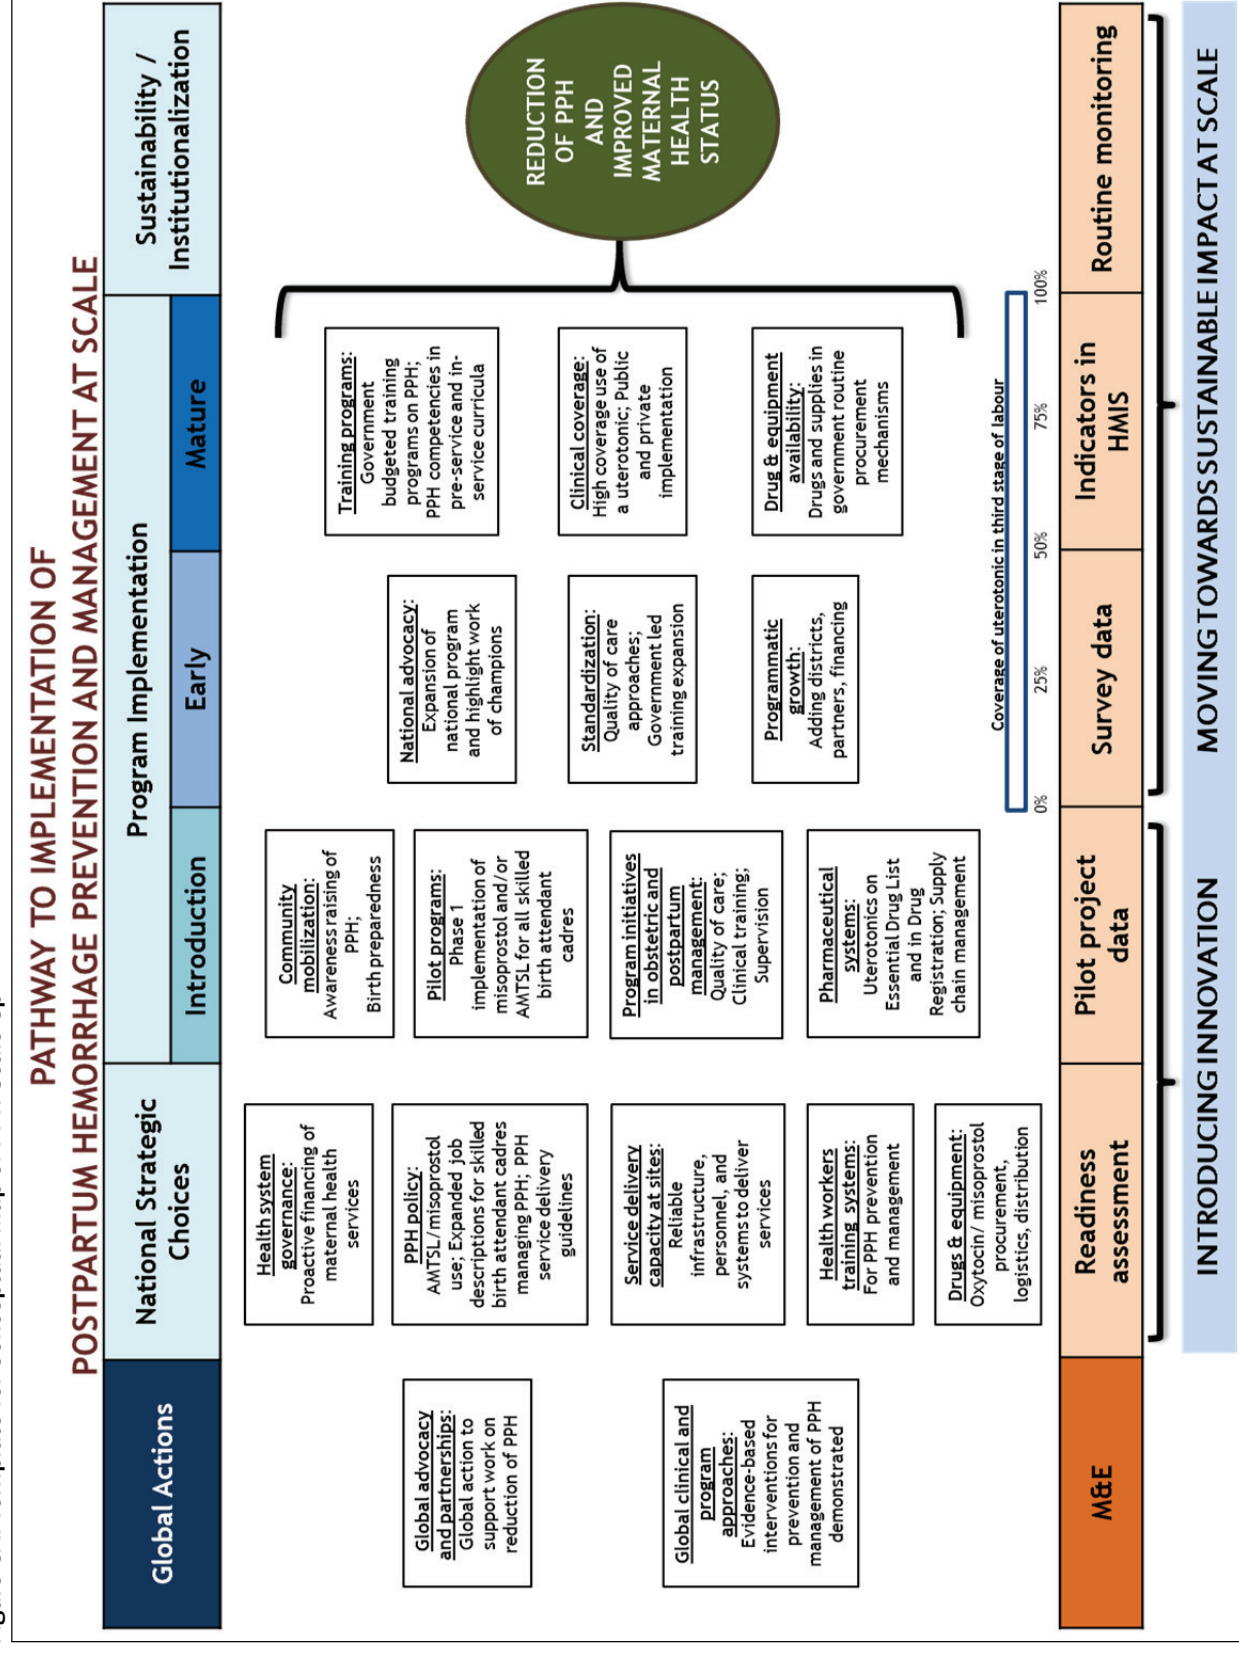 PATHWAY TO IMPLEMENTATION OF
POSTPARTUM HEMORRHAGE PREVENTION AND MANAGEMENT AT SCALE
Global Actions
National Strategic
Choices
Program Implementation
Introduction
Early
Mature
Sustainability /
Institutionalization
Global advocacy
and partnerships:
Global action to
support work on
reduction of PPH
Global clinical and
program
approaches:
Evidence-based
interventions for
prevention and
management of PPH
demonstrated
Health system
governance:
Proactive financing of
maternal health
services
PPH policy:
AMTSL/misoprostol
use; Expanded job
descriptions for skilled
birth attendant cadres
managing PPH; PPH
service delivery
guidelines
Service delivery
capacity at sites:
Reliable
infrastructure,
personnel, and
systems to deliver
services
Health workers
training systems:
For PPH prevention
and management
Drugs & equipment:
Oxytocin/ misoprostol
procurement,
logistics, distribution
Community
mobilization:
Awareness raising of
PPH;
Birth preparedness
Pilot programs:
Phase 1
implementation of
misoprostol and/or
AMTSL for all skilled
birth attendant
cadres
Program initiatives
in obstetric and
postpartum
management:
Quality of care;
Clinical training;
Supervision
Pharmaceutical
systems:
Uterotonics on
Essential Drug List
and in Drug
Registration; Supply
chain management
National advocacy:
Expansion of
national program
and highlight work
of champions
Standardization:
Quality of care
approaches;
Government led
training expansion
Programmatic
growth:
Adding districts,
partners, financing
Training programs:
Government
budgeted training
programs on PPH;
PPH competencies in
pre-service and in-
service curricula
Clinical coverage:
High coverage use of
a uterotonic; Public
and private
implementation
Drug & equipment
availability:
Drugs and supplies in
government routine
procurement
mechanisms
REDUCTION
OF PPH
AND
IMPROVED
MATERNAL
HEALTH
STATUS
Coverage of uterotonic in third stage of labour
0% 25% 50% 75% 100%
M&E
Readiness
assessment
Pilot project
data
Survey data
Indicators in
HMIS
Routine monitoring
INTRODUCING INNOVATION
MOVING TOWARDS SUSTAINABLE IMPACT AT SCALE